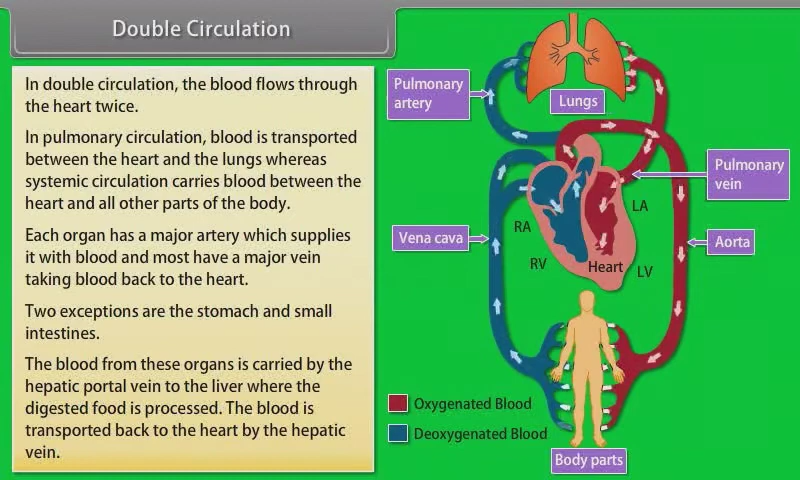 Double Circulation
In double circulation, the blood flows through
the heart twice.
In pulmonary circulation, blood is transported
between the heart and the lungs whereas
systemic circulation carries blood between the
heart and all other parts of the body.
Each organ has a major artery which supplies
it with blood and most have a major vein
taking blood back to the heart.
Two exceptions are the stomach and small
intestines.
The blood from these organs is carried by the
hepatic portal vein to the liver where the
digested food is processed. The blood is
transported back to the heart by the hepatic
vein.
Pulmonary
artery
Lungs
Pulmonary
vein
LA
RA
Vena cava
Aorta
RV
Heart
LV
Oxygenated Blood
Deoxygenated Blood
Body parts